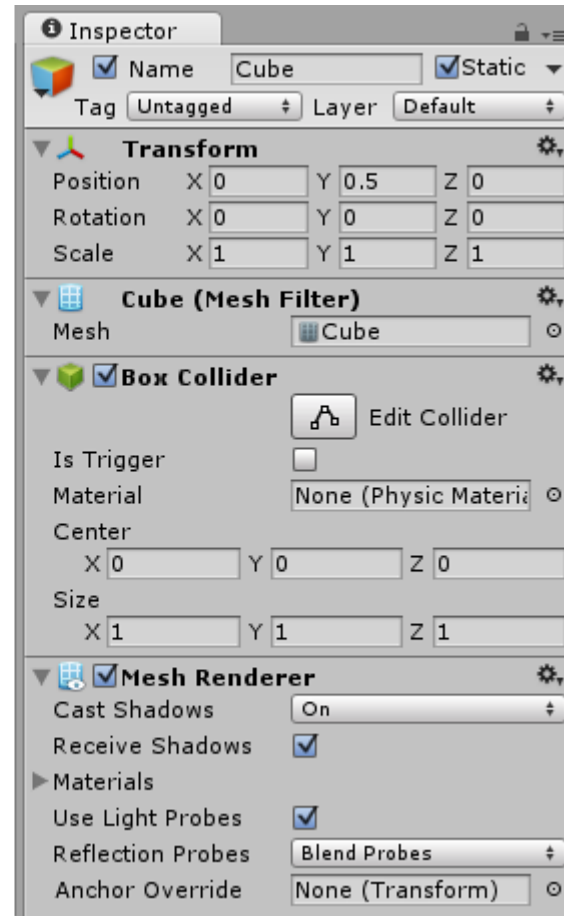 Inspector
Name Cube Static
Tag Untagged Layer Default
Transform
Position X 0 Y 0.5 Z 0
Rotation X 0 Y 0 Z 0
Scale X 1 Y 1 Z 1
Cube (Mesh Filter)
Mesh Cube
Box Collider
Edit Collider
Is Trigger
Material None (Physic Materia
Center
X 0 Y 0 Z 0
Size
X 1 Y 1 Z 1
Mesh Renderer
Cast Shadows On
Receive Shadows
Materials
Use Light Probes
Reflection Probes Blend Probes
Anchor Override None (Transform)